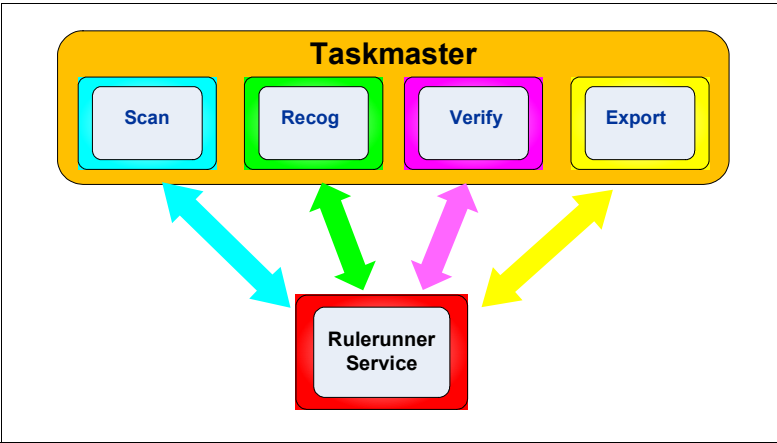 Taskmaster
Scan
Recog
Verify
Export
Rulerunner
Service